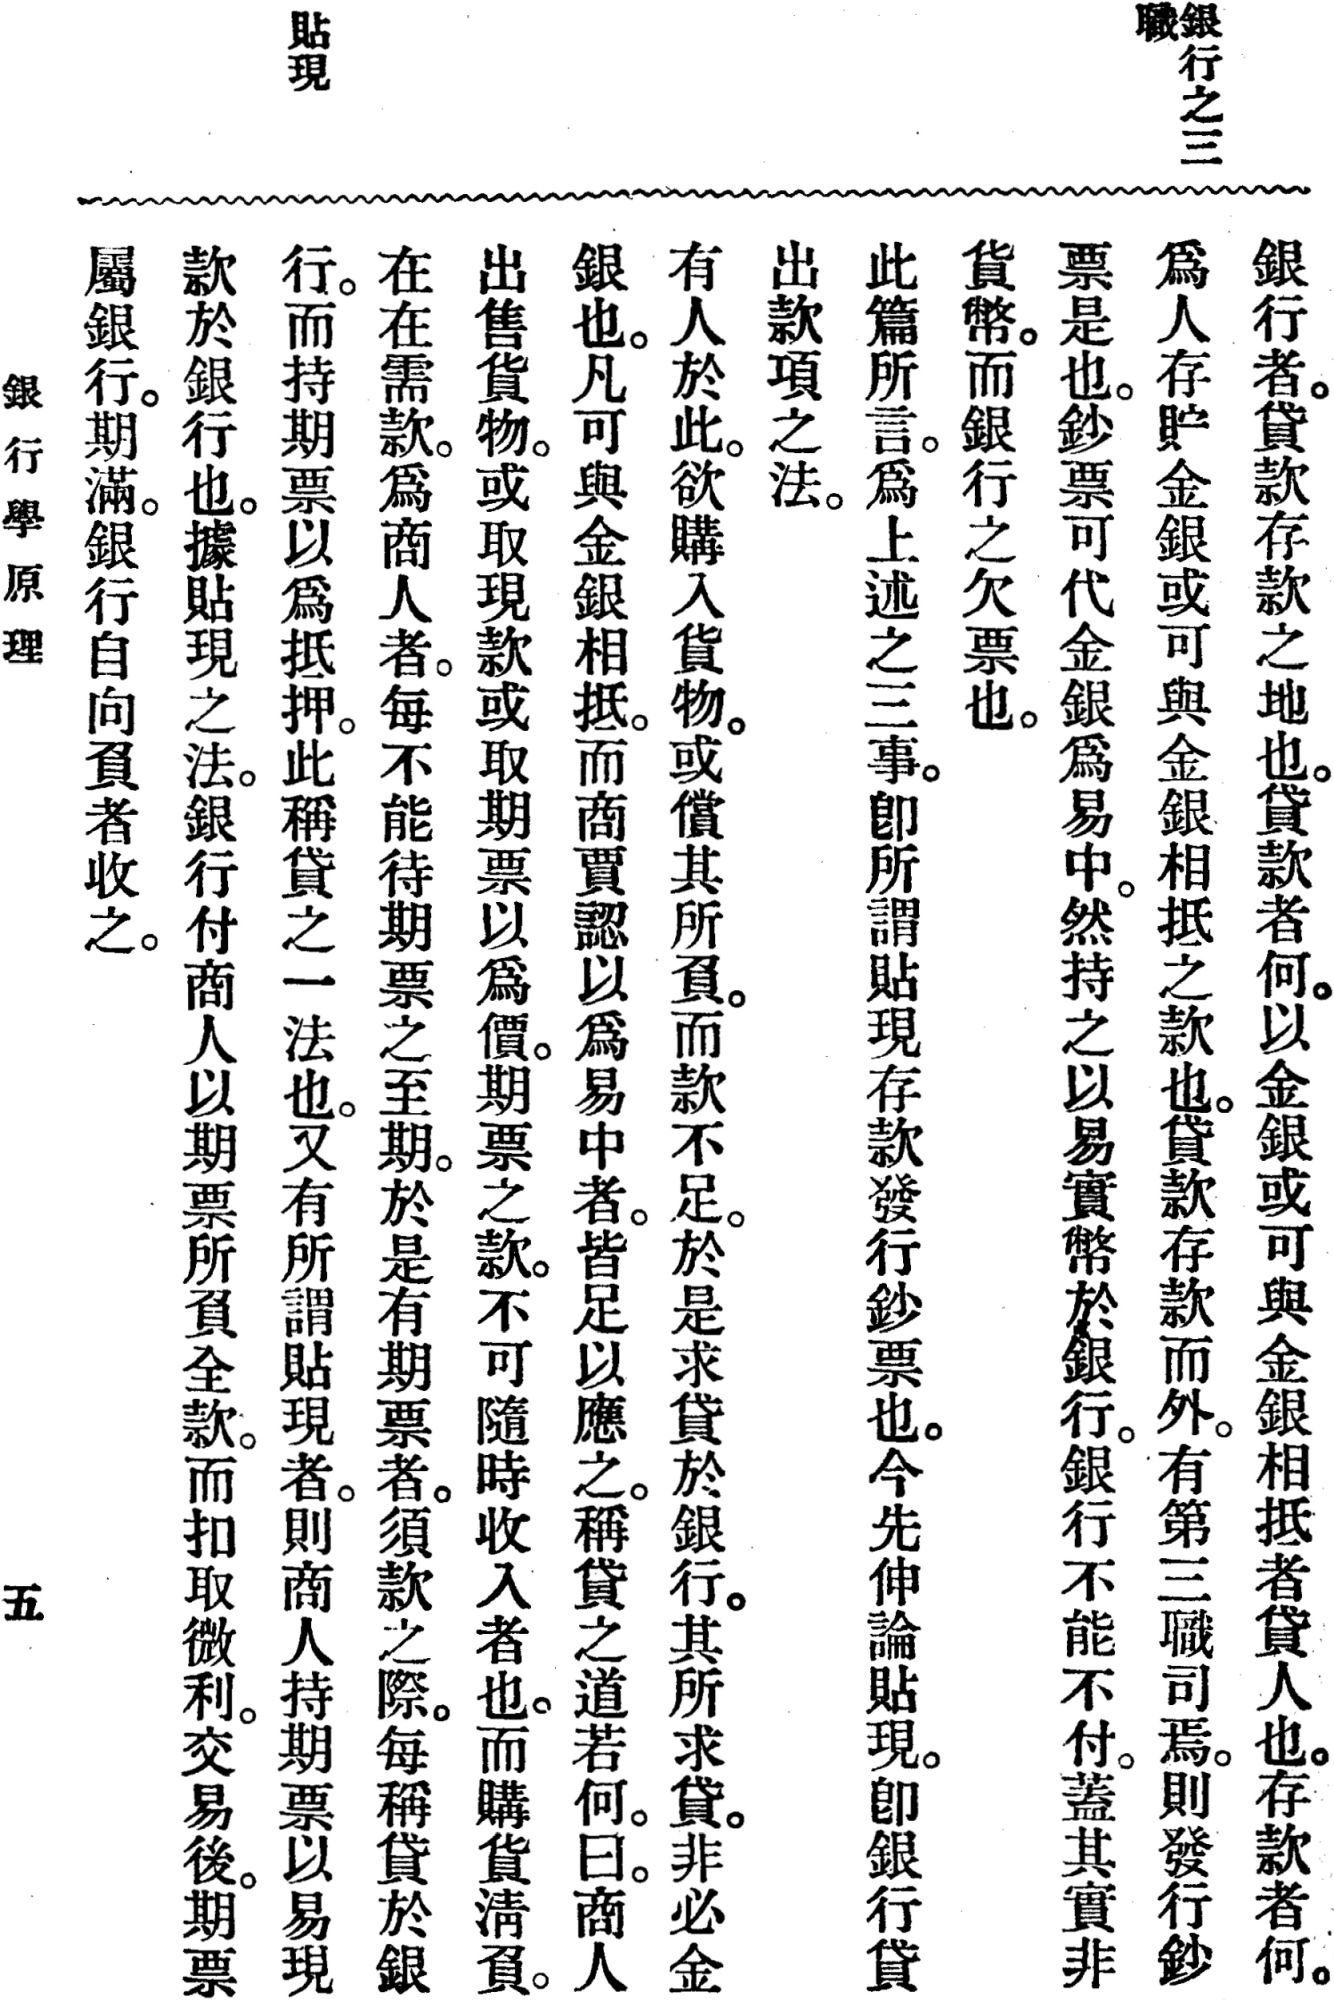 銀行之三
職
銀行者。貸款存款之地也。貸款者何。以金銀或可與金銀相抵者貸人也。存款者何。
爲人存貯金銀或可與金銀相抵之款也。貸款存款而外。有第三職司焉。則發行鈔
票是也。鈔票可代金銀爲易中。然持之以易實幣於銀行。銀行不能不付。蓋其實非
貨幣。而銀行之欠票也。
此篇所言。爲上述之三事。卽所謂貼現存款發行鈔票也。今先伸論貼現。卽銀行貸
出款項之法。
貼現
有人於此。欲購入貨物。或償其所負。而款不足。於是求貸於銀行。其所求貸。非必金
銀也。凡可與金銀相抵。而商賈認以爲易中者。皆足以應之。稱貸之道若何。曰。商人
出售貨物。或取現款或取期票以爲價。期票之款。不可隨時收入者也。而購貨淸負。
在在需款。爲商人者。每不能待期票之至期。於是有期票者。須款之際。每稱貸於銀
行。而持期票以爲抵押。此稱貸之一法也。又有所謂貼現者。則商人持期票以易現
款於銀行也。據貼現之法。銀行付商人以期票所負全款。而扣取微利。交易後。期票
屬銀行。期滿。銀行自向負者收之。
銀行學原理
五